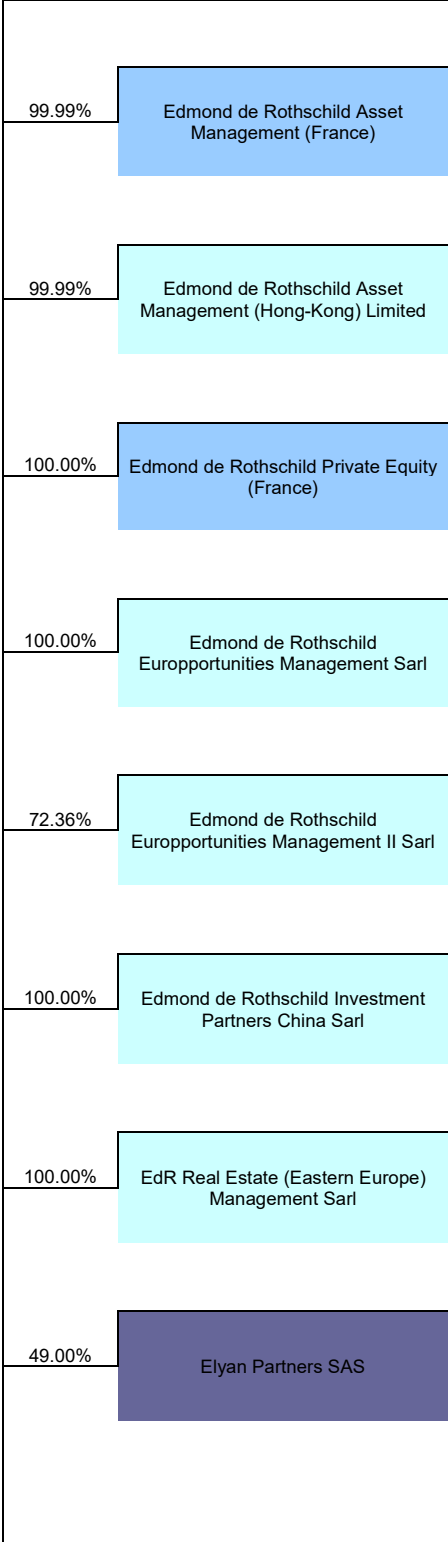 99.99%
Edmond de Rothschild Asset
Management (France)
99.99%
Edmond de Rothschild Asset
Management (Hong-Kong) Limited
100.00%
Edmond de Rothschild Private Equity
(France)
100.00%
Edmond de Rothschild
Europportunities Management Sarl
72.36%
Edmond de Rothschild
Europportunities Management II Sarl
100.00%
Edmond de Rothschild Investment
Partners China Sarl
100.00%
EdR Real Estate (Eastern Europe)
Management Sarl
49.00%
Elyan Partners SAS